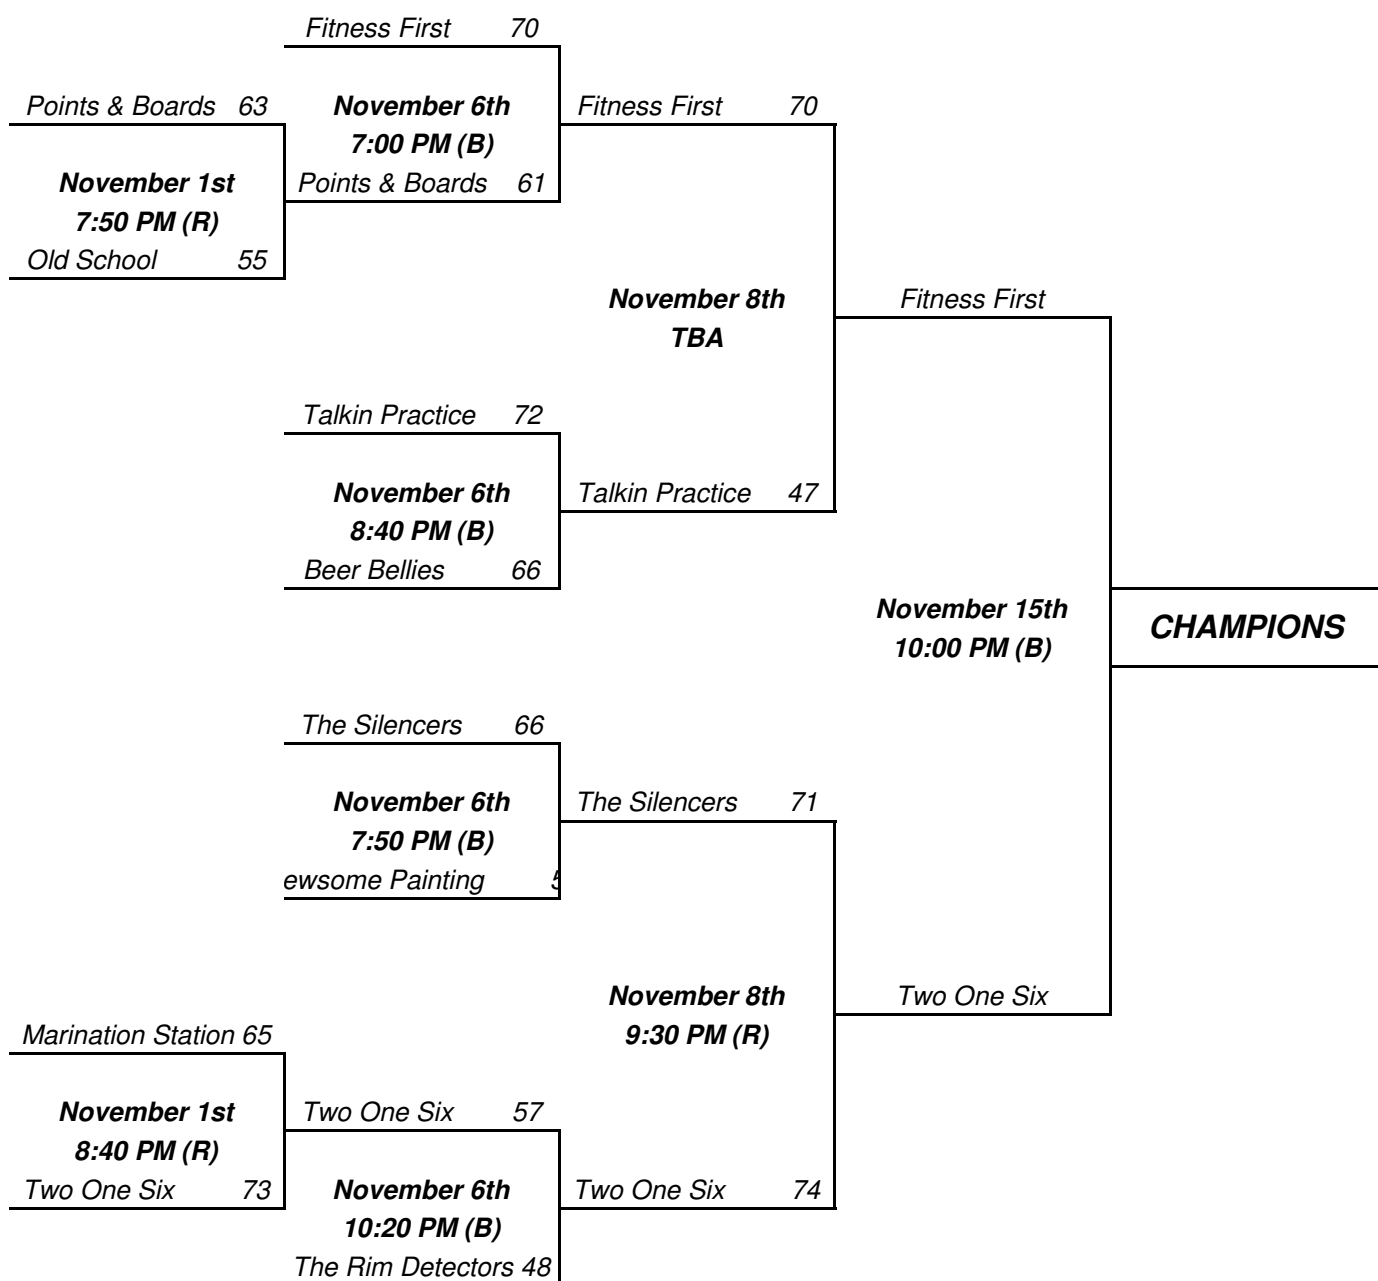 Fitness First 70
Points & Boards 63
November 6th
Fitness First 70
7:00 PM (B)
November 1st
Points & Boards 61
7:50 PM (R)
Old School 55
November 8th
Fitness First
TBA
Talkin Practice 72
November 6th
Talkin Practice 47
8:40 PM (B)
Beer Bellies 66
November 15th
10:00 PM (B)
CHAMPIONS
The Silencers 66
November 6th
The Silencers 71
7:50 PM (B)
ewsome Painting
November 8th
Two One Six
9:30 PM (R)
Marination Station 65
November 1st
Two One Six 57
8:40 PM (R)
Two One Six 73
November 6th
Two One Six 74
10:20 PM (B)
The Rim Detectors 48